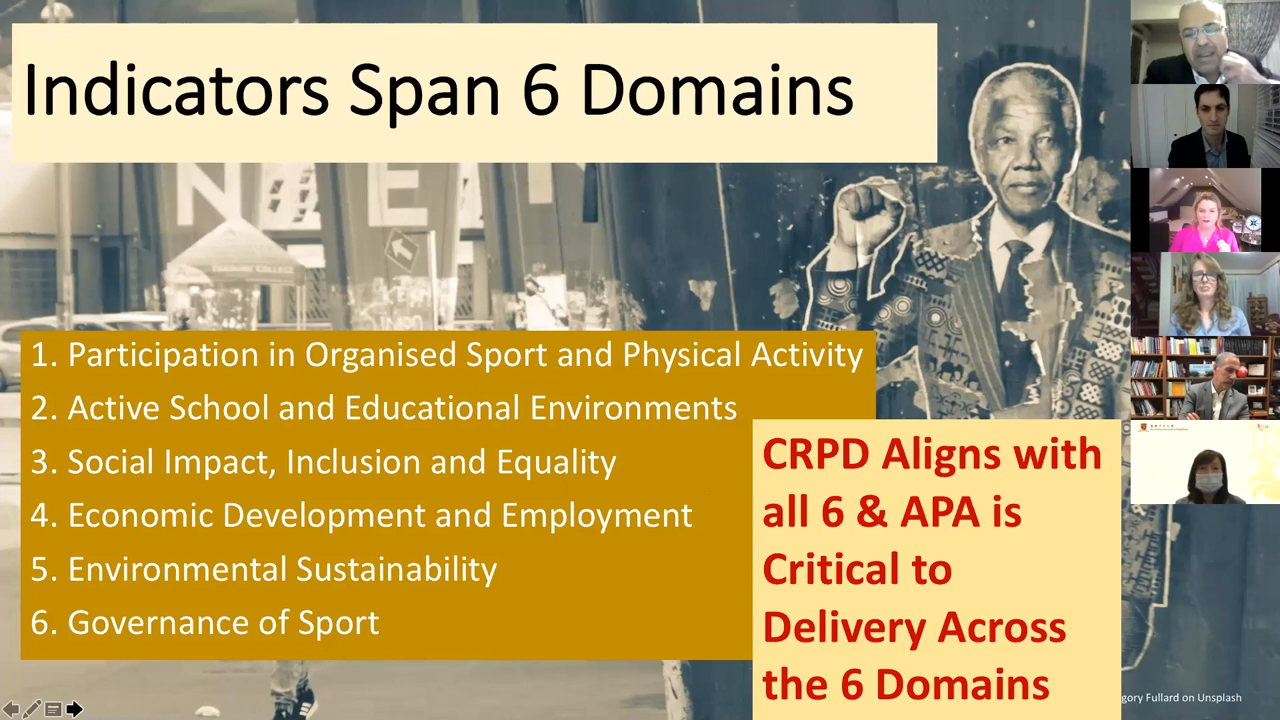 Indicators Span 6 Domains
TRAINING COLLEGE
1. Participation in Organised Sport and Physical Activity
2. Active School and Educational Environments
3. Social Impact, Inclusion and Equality
4. Economic Development and Employment
5. Environmental Sustainability
6. Governance of Sport
CRPD Aligns with
all 6 & APA is
Critical to
Delivery Across
the 6 Domains
gory Fullard on Unsplash